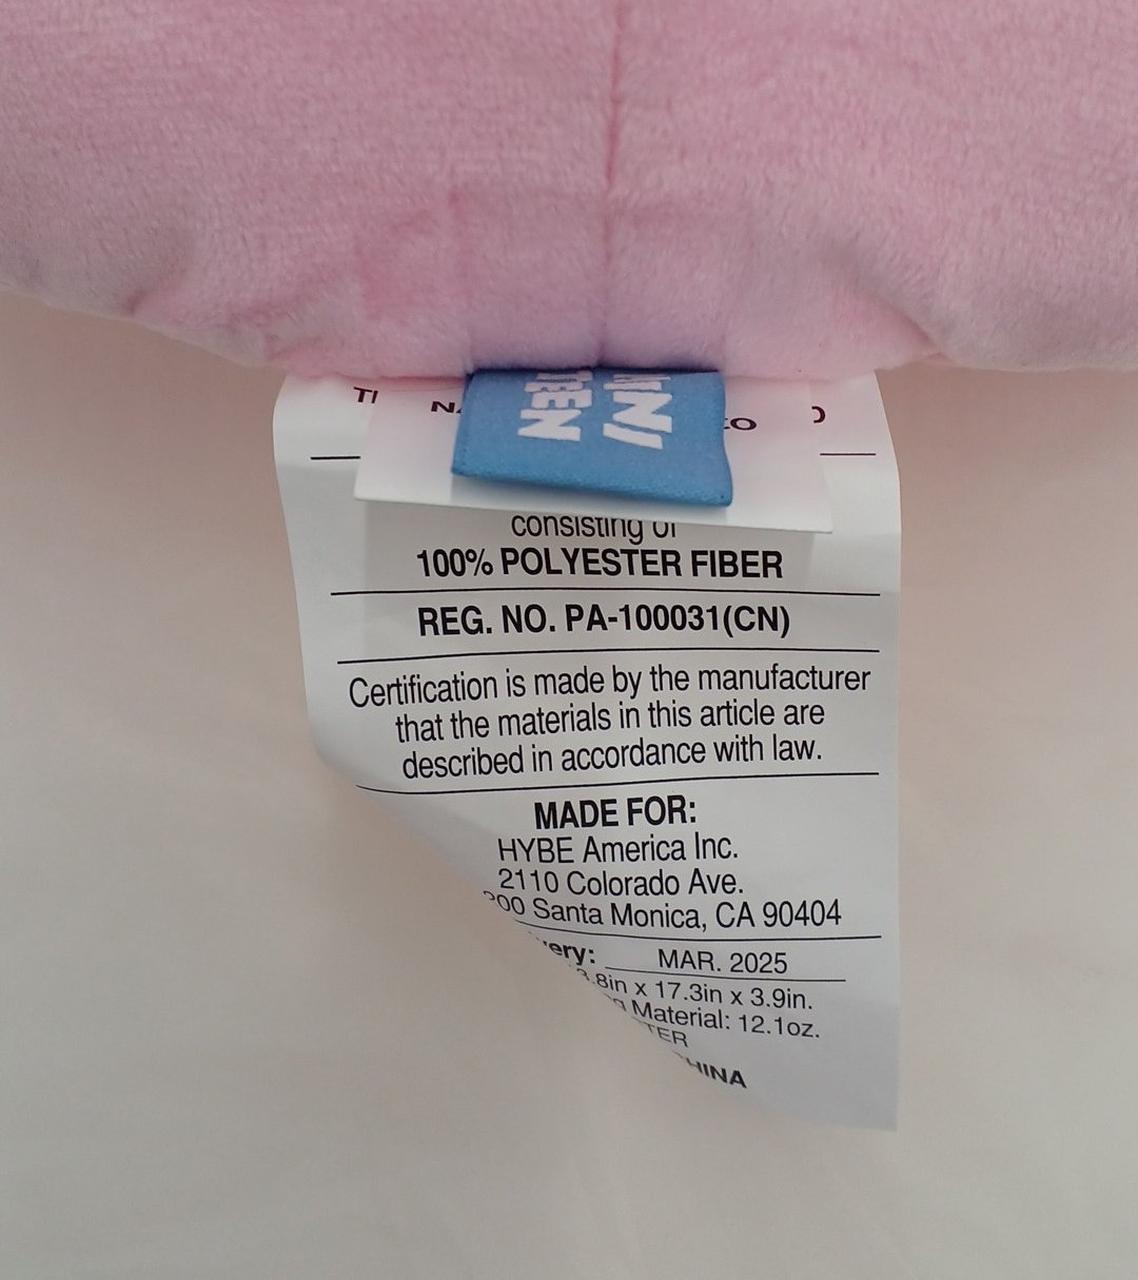 TEEN
consisting of
100% POLYESTER FIBER
REG. NO. PA-100031(CN)
Certification is made by the manufacturer
that the materials in this article are
described in accordance with law.
MADE FOR:
HYBE America Inc.
2110 Colorado Ave.
Santa Monica, CA 90404
MAR. 2025
x 17.3in x 3.9in.
Material: 12.1oz.